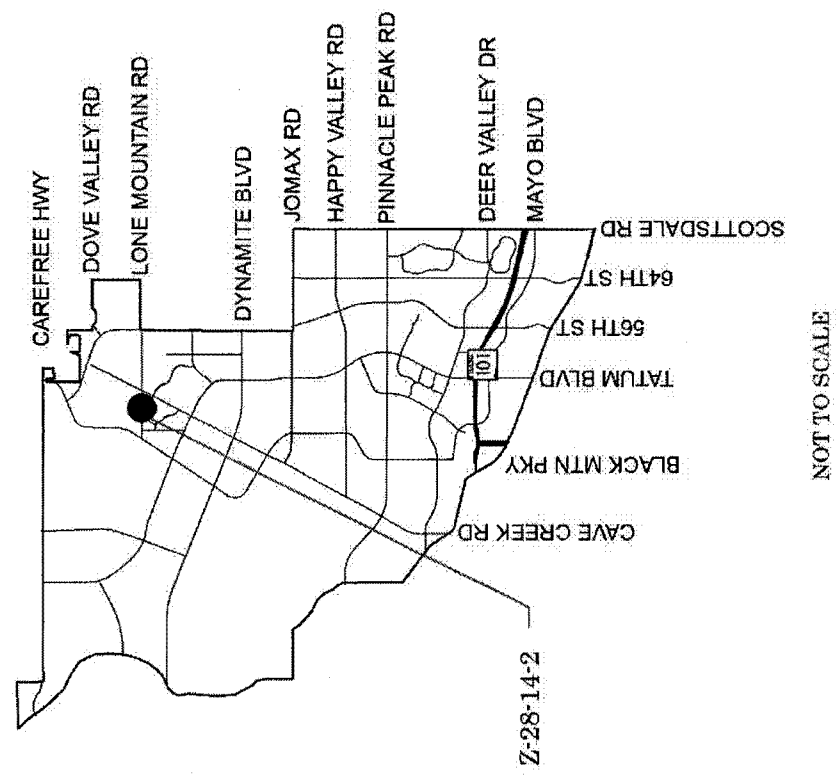 CAREFREE HWY
DOVE VALLEY RD
LONE MOUNTAIN RD
DYNAMITE BLVD
JOMAX RD
HAPPY VALLEY RD
PINNACLE PEAK RD
DEER VALLEY DR
MAYO BLVD
SCOTTSDALE RD
64TH ST
56TH ST
TATUM BLVD
101
BLACK MTN PKY
CAVE CREEK RD
Z-28-14-2
NOT TO SCALE